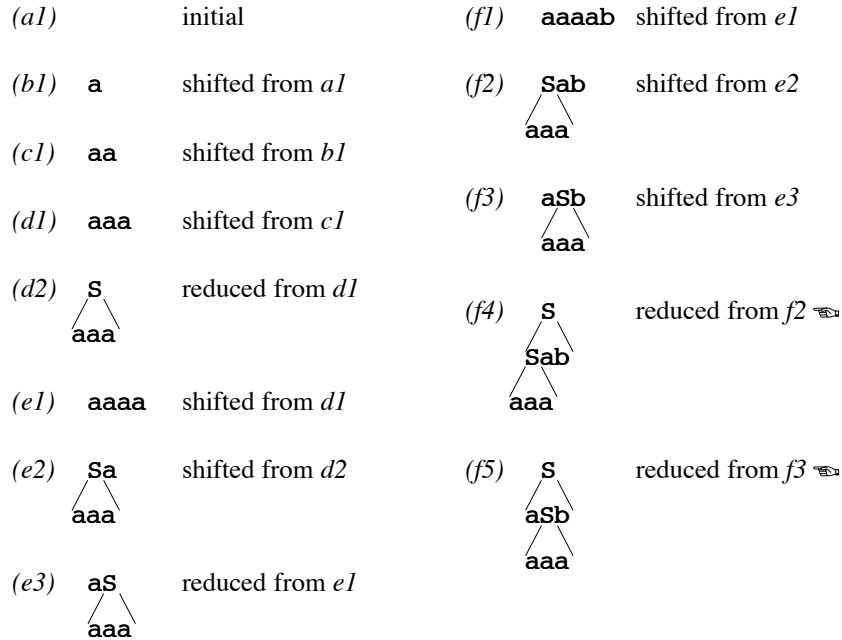 (a1) initial
(b1) a shifted from a1
(c1) aa shifted from b1
(d1) aaa shifted from c1
(d2) S reduced from d1
aaa
(e1) aaaa shifted from d1
(e2) Sa shifted from d2
aaa
(e3) aS reduced from e1
aaa
(f1) aaaab shifted from e1
(f2) Sab shifted from e2
aaa
(f3) aSb shifted from e3
aaa
(f4) S reduced from f2 ☜
Sab
aaa
(f5) S reduced from f3 ☜
aSb
aaa